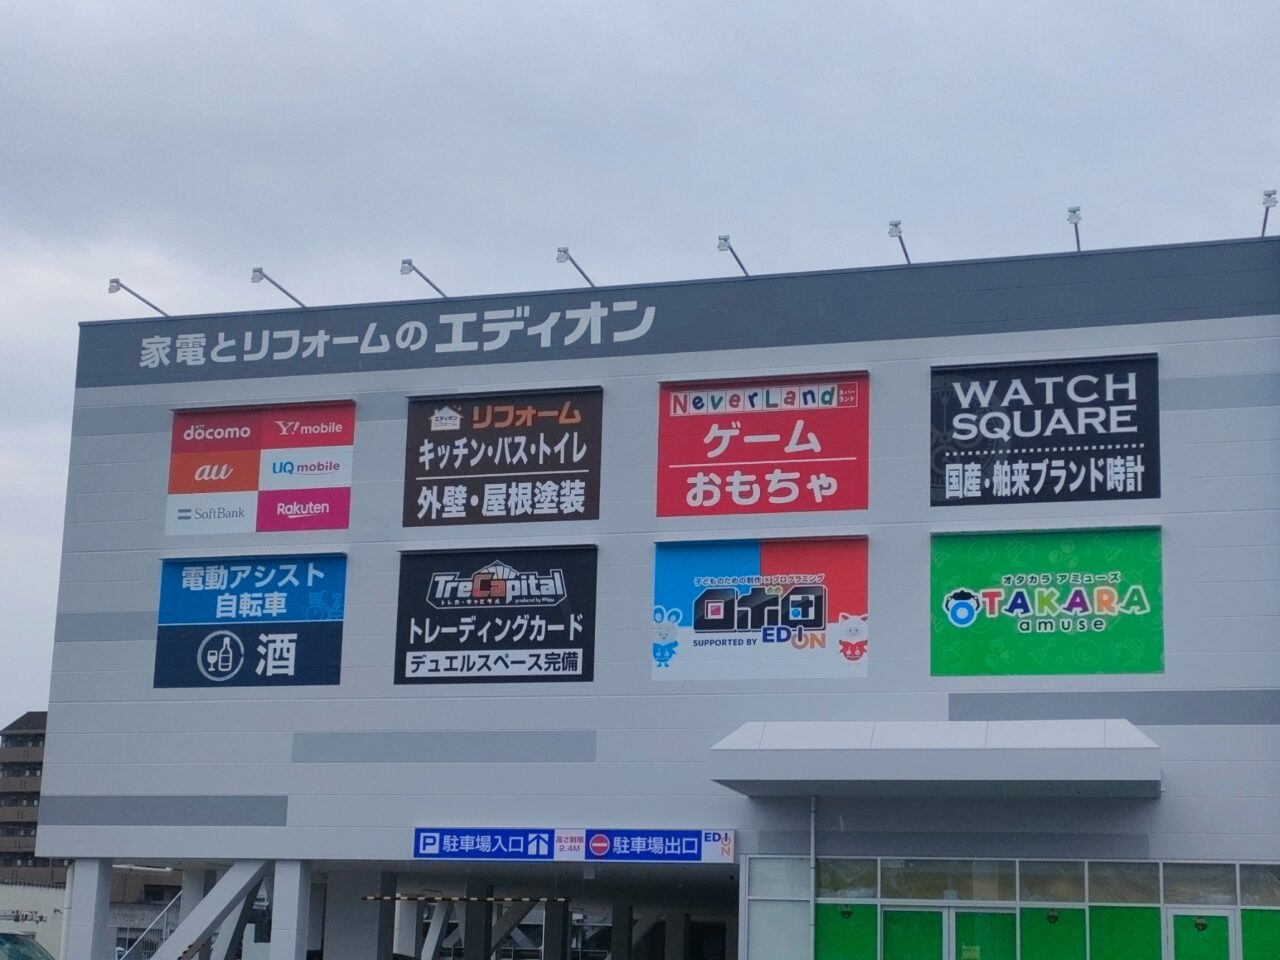 家電とリフォームのエディオン
NTT
docomo
Y!mobile
au
UQ mobile
SoftBank
Rakuten
エディオン
リフォーム
リフォーム
キッチン・バス・トイレ
外壁・屋根塗装
NeverLand
ネバーランド
ゲーム
おもちゃ
WATCH
SQUARE
国産・舶来ブランド時計
電動アシスト
自転車
酒
TreCapital
トレカ・キャピタル
トレーディングカード
デュエルスペース完備
子どものための制作×プログラミング
ロボ団
SUPPORTED BY EDION
オタカラ アミューズ
OTAKARA
amuse
P 駐車場入口
高さ制限
2.4M
駐車場出口
EDION